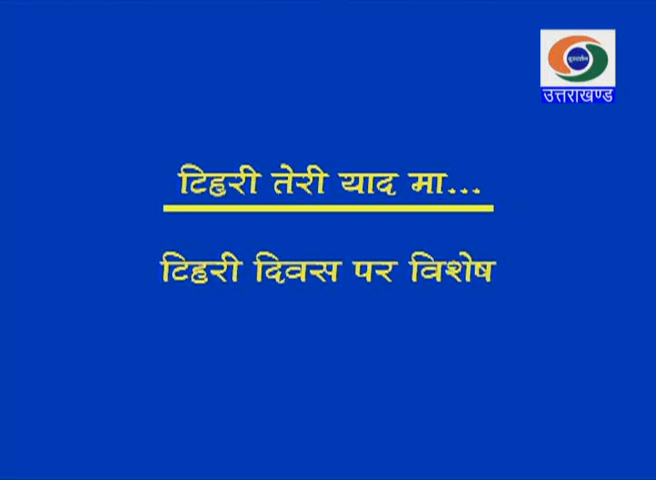 दूरदर्शन
उत्तराखण्ड
टिहरी तेरी याद मा...
टिहरी दिवस पर विशेष